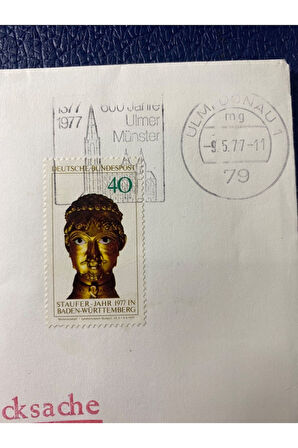 1377 600 Jahre
1977 Ulmer
Münster
ULM, DONAU 1
mg
-9.5.77-11
79
DEUTSCHE BUNDESPOST
40
STAUFER-JAHR 1977 IN
BADEN-WÜRTTEMBERG
cksache